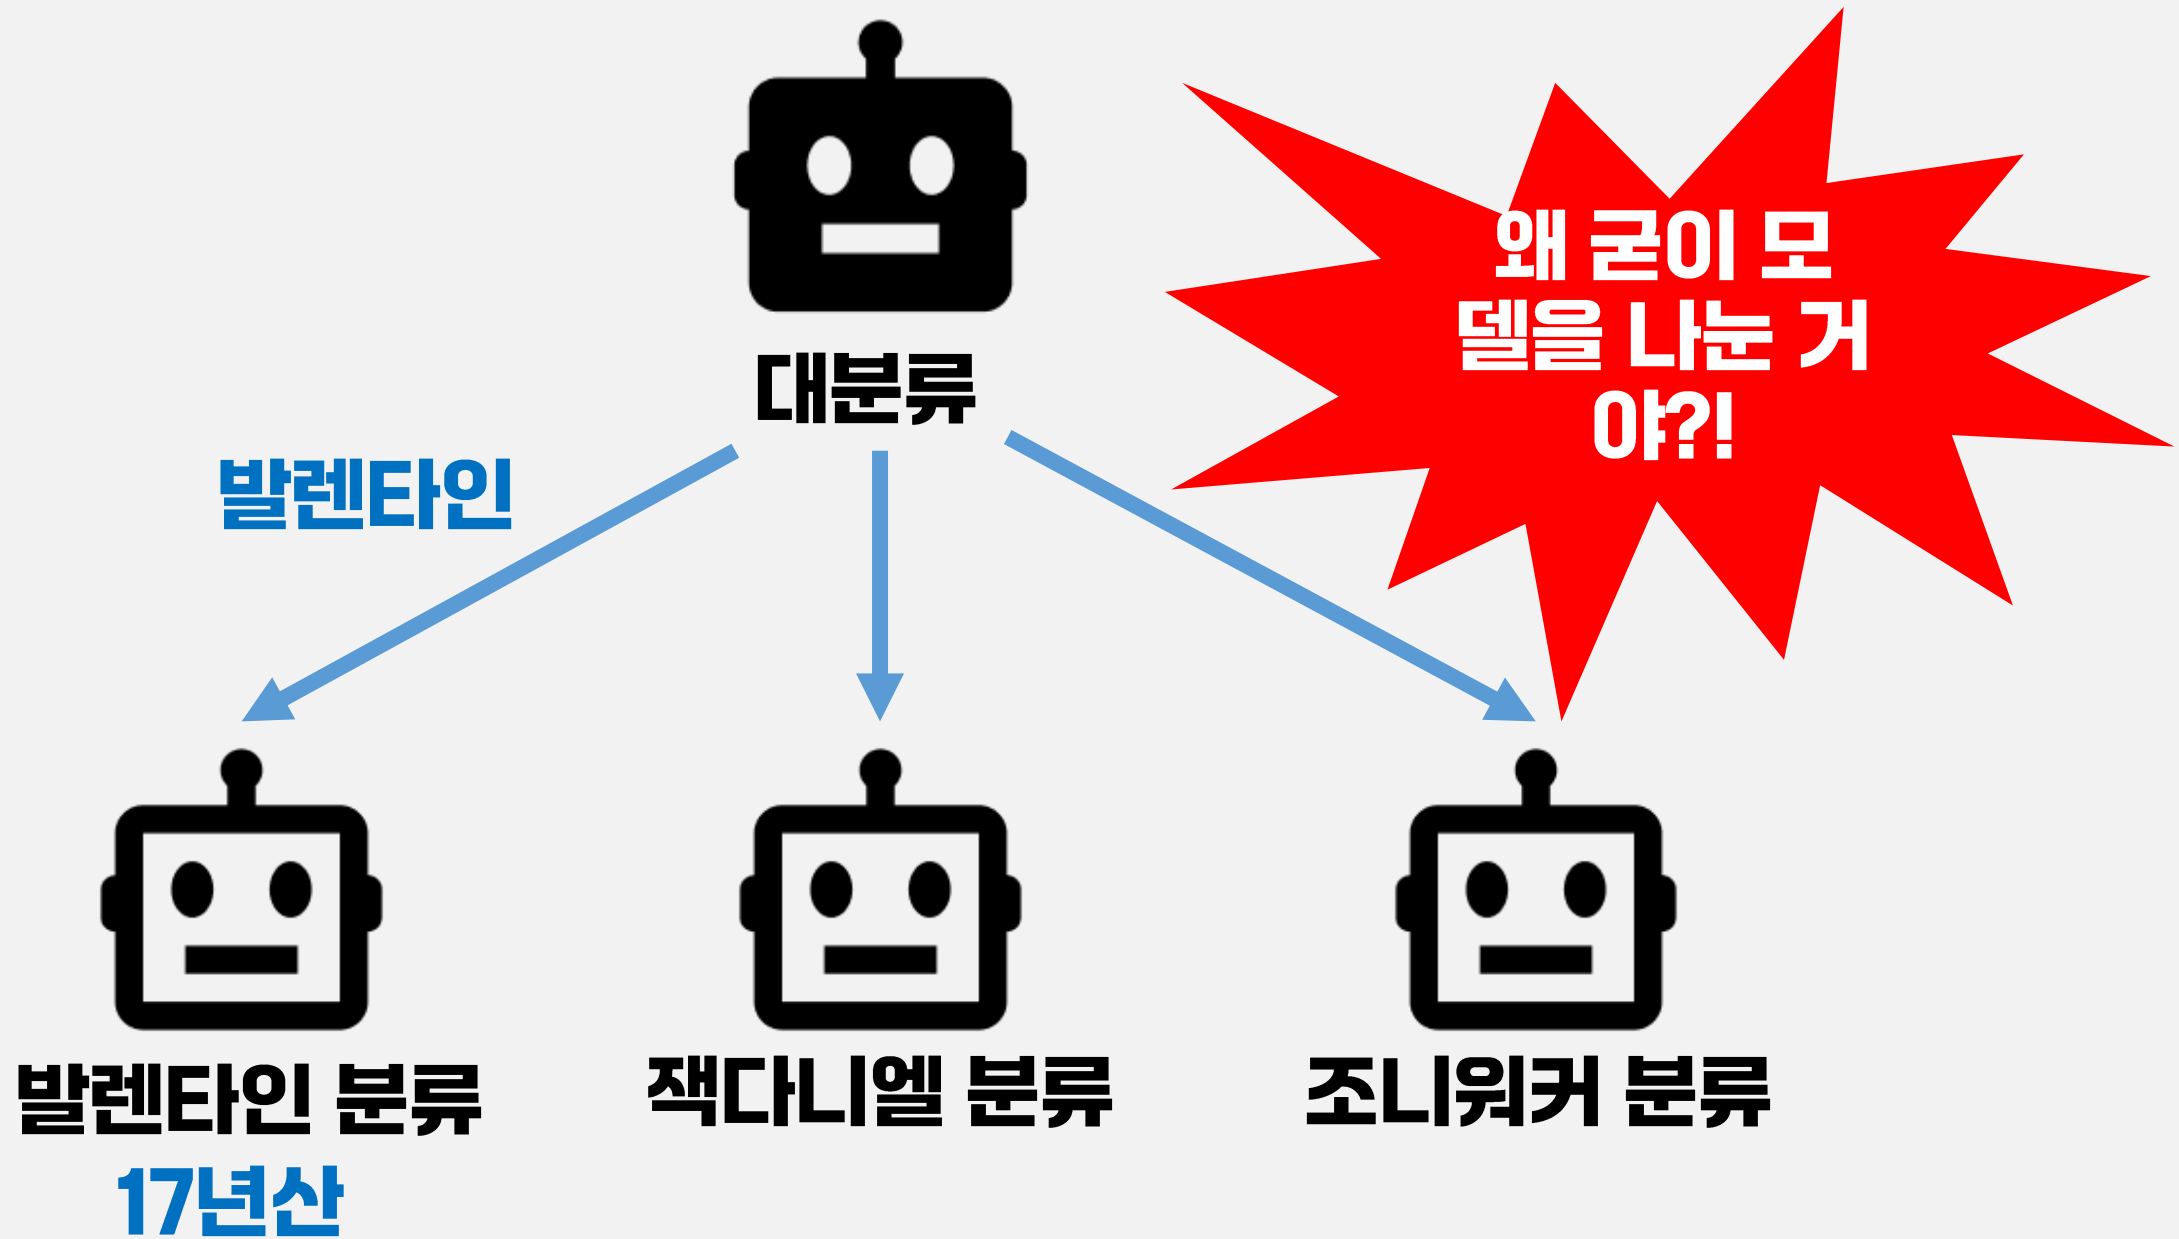 왜 굳이 모
델을 나눈 거
야?!
대분류
발렌타인
발렌타인 분류
잭다니엘 분류
조니워커 분류
17년산